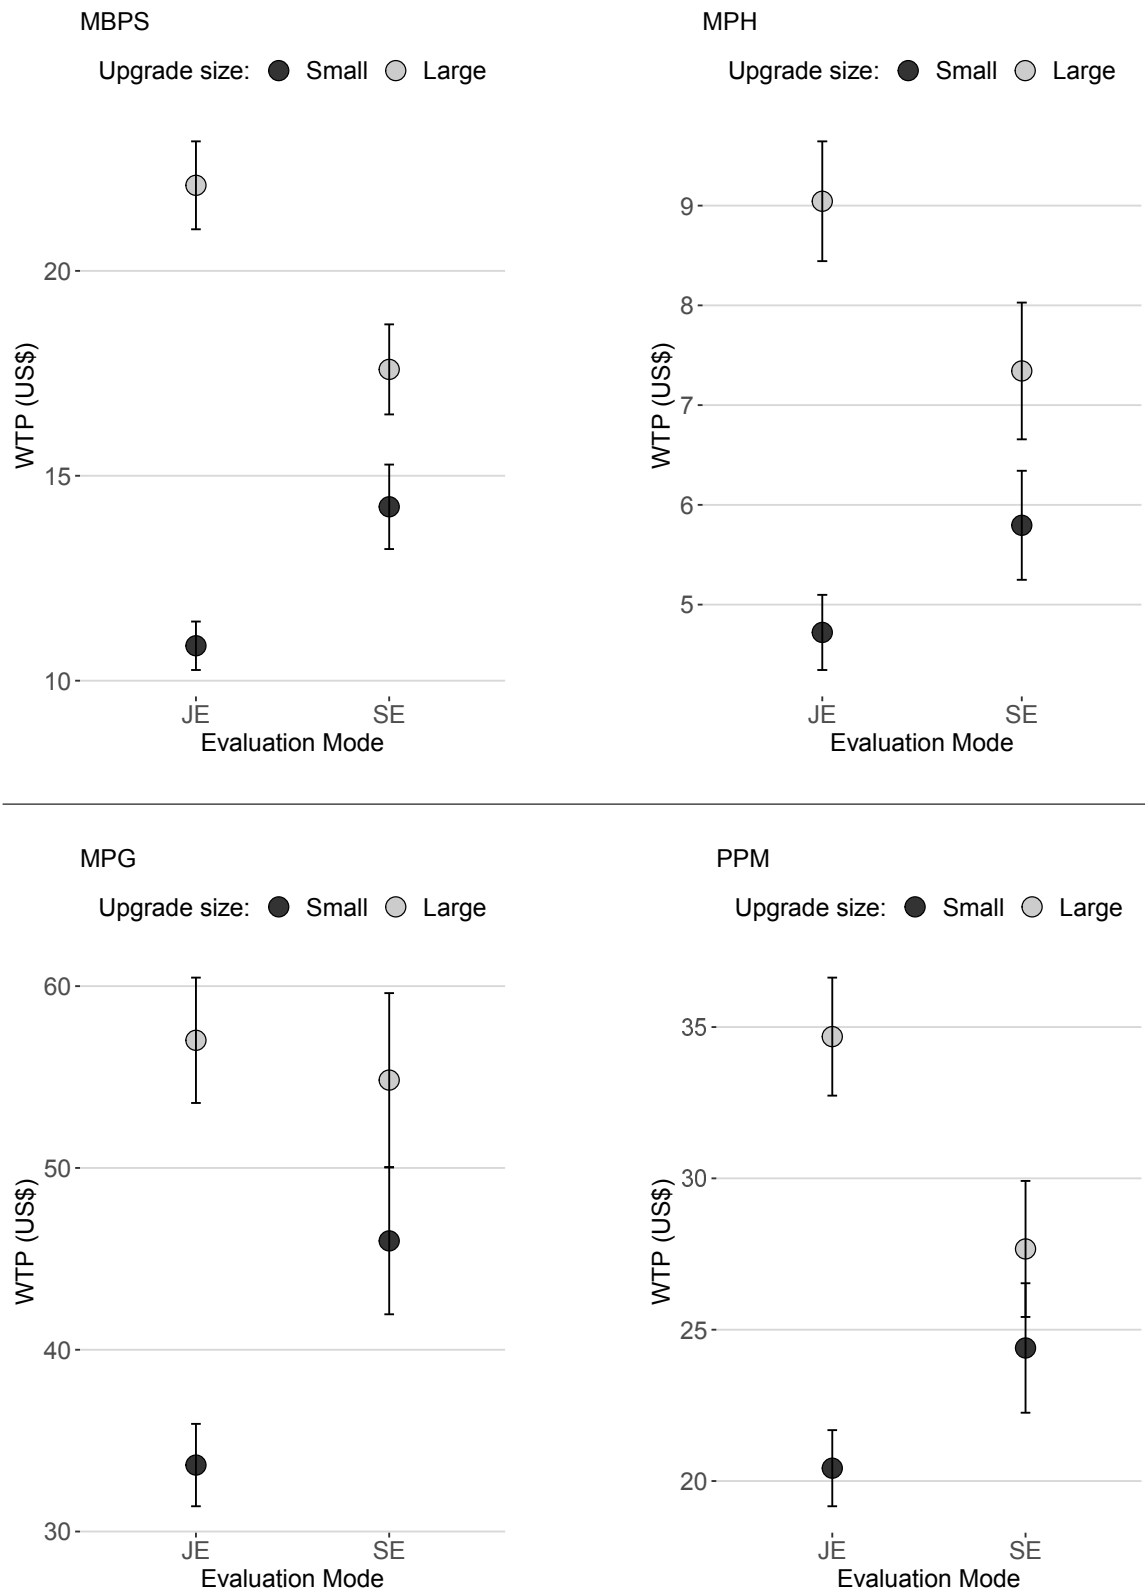 MBPS
Upgrade size: Small Large
WTP (US$)
20
15
10
JE SE
Evaluation Mode
MPH
Upgrade size: Small Large
WTP (US$)
9
8
7
6
5
JE SE
Evaluation Mode
MPG
Upgrade size: Small Large
WTP (US$)
60
50
40
30
JE SE
Evaluation Mode
PPM
Upgrade size: Small Large
WTP (US$)
35
30
25
20
JE SE
Evaluation Mode